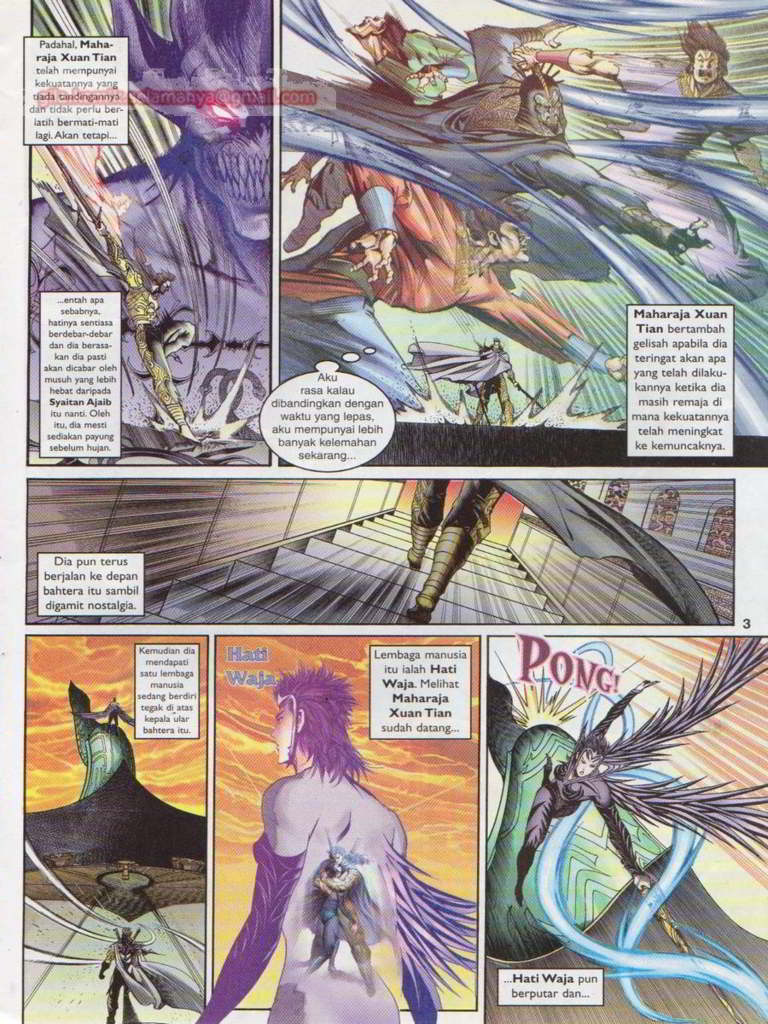 Padahal, Maha-
raja Xuan Tian
telah mempunyai
kekuatannya yang
tiada tandingannya
dan tidak perlu ber-
latih bermati-mati
lagi. Akan tetapi...
...entah apa
sebabnya,
hatinya sentiasa
berdebar-debar
dan dia berasa-
kan dia pasti
akan dicabar oleh
musuh yang lebih
hebat daripada
Syaitan Ajaib
itu nanti. Oleh
itu, dia mesti
sediakan payung
sebelum hujan.
Aku
rasa kalau
dibandingkan dengan
waktu yang lepas,
aku mempunyai lebih
banyak kelemahan
sekarang...
Maharaja Xuan
Tian bertambah
gelisah apabila dia
teringat akan apa
yang telah dilaku-
kannya ketika dia
masih remaja di
mana kekuatannya
telah meningkat
ke kemuncaknya.
Dia pun terus
berjalan ke depan
bahtera itu sambil
digamit nostalgia.
3
Kemudian dia
mendapati
satu lembaga
manusia
sedang berdiri
tegak di atas
kepala ular
bahtera itu.
Hati
Waja
Lembaga manusia
itu ialah Hati
Waja. Melihat
Maharaja
Xuan Tian
sudah datang...
PONG!
...Hati Waja pun
berputar dan...